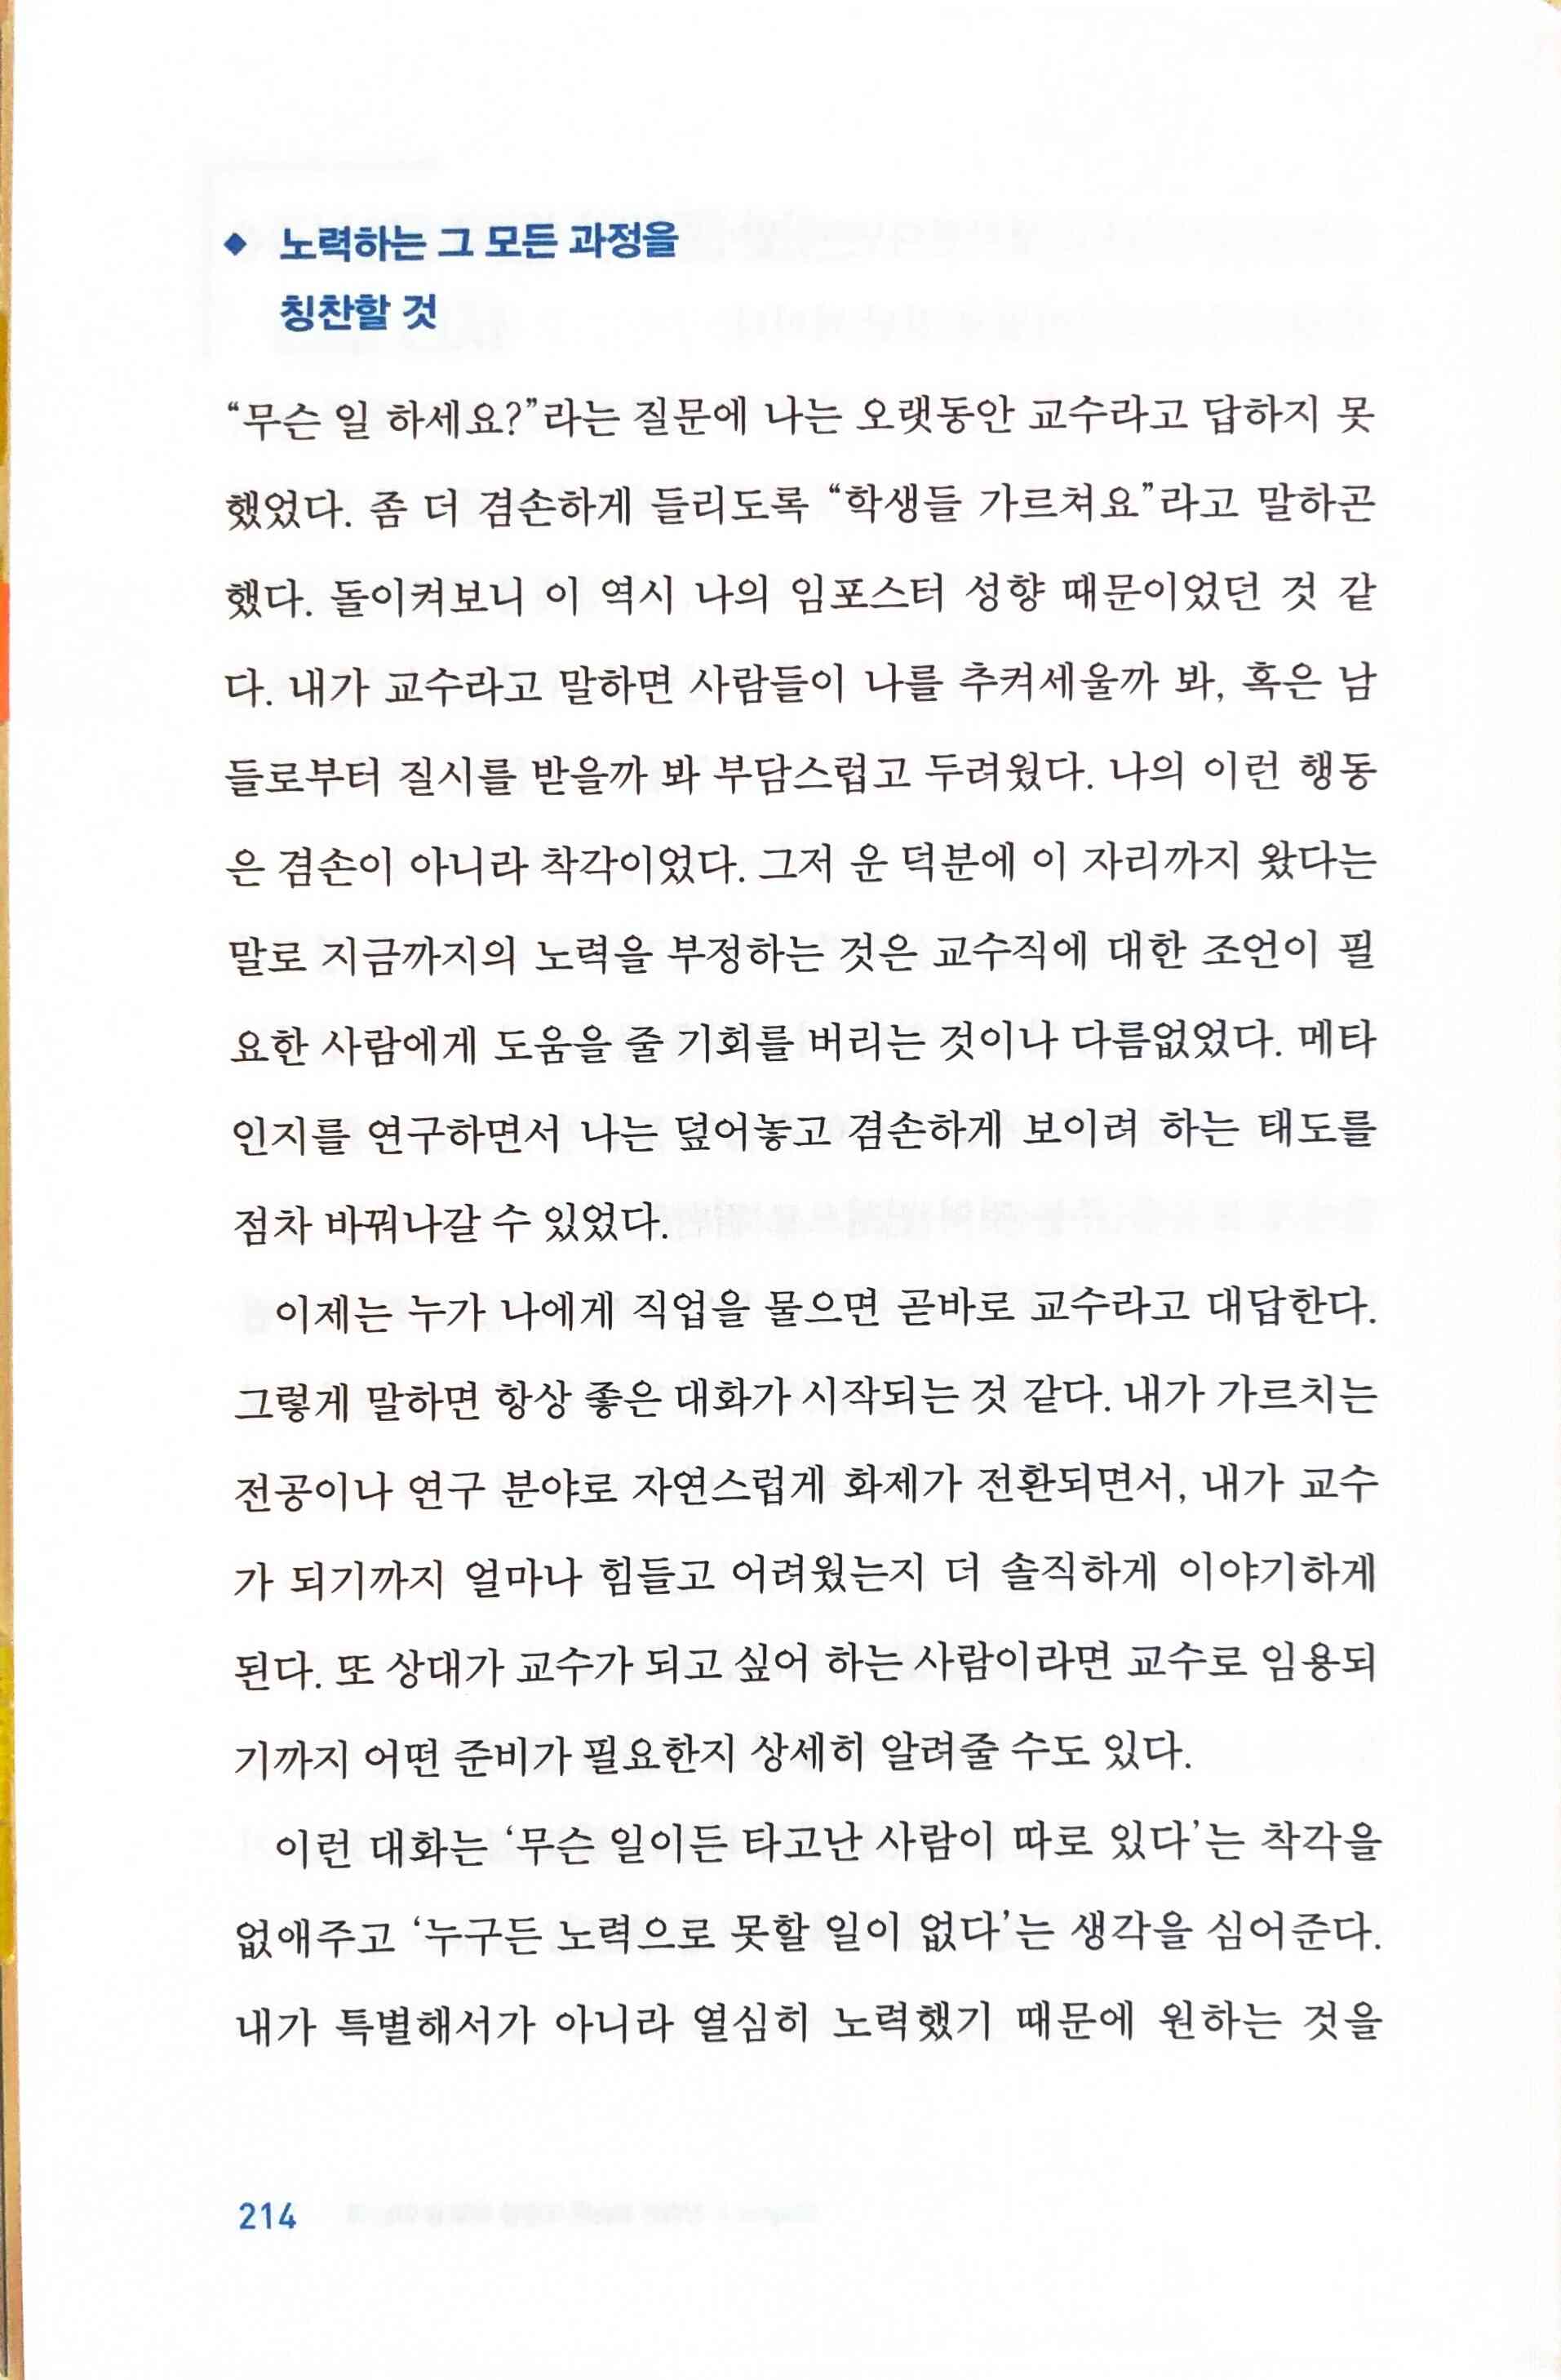 ◆ 노력하는 그 모든 과정을
칭찬할 것
“무슨 일 하세요?”라는 질문에 나는 오랫동안 교수라고 답하지 못
했었다. 좀 더 겸손하게 들리도록 “학생들 가르쳐요”라고 말하곤
했다. 돌이켜보니 이 역시 나의 임포스터 성향 때문이었던 것 같
다. 내가 교수라고 말하면 사람들이 나를 추켜세울까 봐, 혹은 남
들로부터 질시를 받을까 봐 부담스럽고 두려웠다. 나의 이런 행동
은 겸손이 아니라 착각이었다. 그저 운 덕분에 이 자리까지 왔다는
말로 지금까지의 노력을 부정하는 것은 교수직에 대한 조언이 필
요한 사람에게 도움을 줄 기회를 버리는 것이나 다름없었다. 메타
인지를 연구하면서 나는 덮어놓고 겸손하게 보이려 하는 태도를
점차 바꿔나갈 수 있었다.
이제는 누가 나에게 직업을 물으면 곧바로 교수라고 대답한다.
그렇게 말하면 항상 좋은 대화가 시작되는 것 같다. 내가 가르치는
전공이나 연구 분야로 자연스럽게 화제가 전환되면서, 내가 교수
가 되기까지 얼마나 힘들고 어려웠는지 더 솔직하게 이야기하게
된다. 또 상대가 교수가 되고 싶어 하는 사람이라면 교수로 임용되
기까지 어떤 준비가 필요한지 상세히 알려줄 수도 있다.
이런 대화는 ‘무슨 일이든 타고난 사람이 따로 있다’는 착각을
없애주고 ‘누구든 노력으로 못할 일이 없다’는 생각을 심어준다.
내가 특별해서가 아니라 열심히 노력했기 때문에 원하는 것을
214